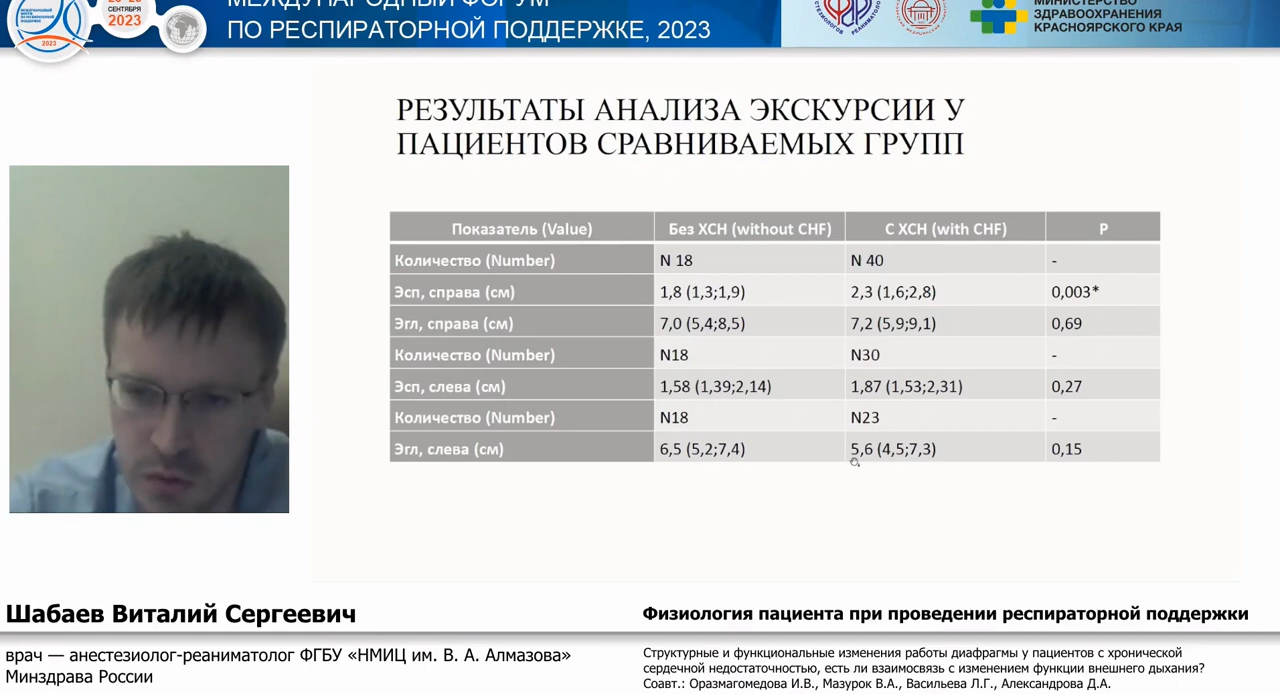 МЕЖДУНАРОДНЫЙ ФОРУМ
ПО РЕСПИРАТОРНОЙ ПОДДЕРЖКЕ, 2023
СЕНТЯБРЯ
2023
2023
МИНИСТЕРСТВО
ЗДРАВООХРАНЕНИЯ
КРАСНОЯРСКОГО КРАЯ
РЕЗУЛЬТАТЫ АНАЛИЗА ЭКСКУРСИИ У
ПАЦИЕНТОВ СРАВНИВАЕМЫХ ГРУПП
Показатель (Value) Без ХСН (without CHF) С ХСН (with CHF) P
Количество (Number) N 18 N 40 -
Эсп, справа (см) 1,8 (1,3;1,9) 2,3 (1,6;2,8) 0,003*
Эгл, справа (см) 7,0 (5,4;8,5) 7,2 (5,9;9,1) 0,69
Количество (Number) N18 N30 -
Эсп, слева (см) 1,58 (1,39;2,14) 1,87 (1,53;2,31) 0,27
Количество (Number) N18 N23 -
Эгл, слева (см) 6,5 (5,2;7,4) 5,6 (4,5;7,3) 0,15
Шабаев Виталий Сергеевич
врач — анестезиолог-реаниматолог ФГБУ «НМИЦ им. В. А. Алмазова»
Минздрава России
Физиология пациента при проведении респираторной поддержки
Структурные и функциональные изменения работы диафрагмы у пациентов с хронической
сердечной недостаточностью, есть ли взаимосвязь с изменением функции внешнего дыхания?
Соавт.: Оразмагомедова И.В., Мазурок В.А., Васильева Л.Г., Александрова Д.А.